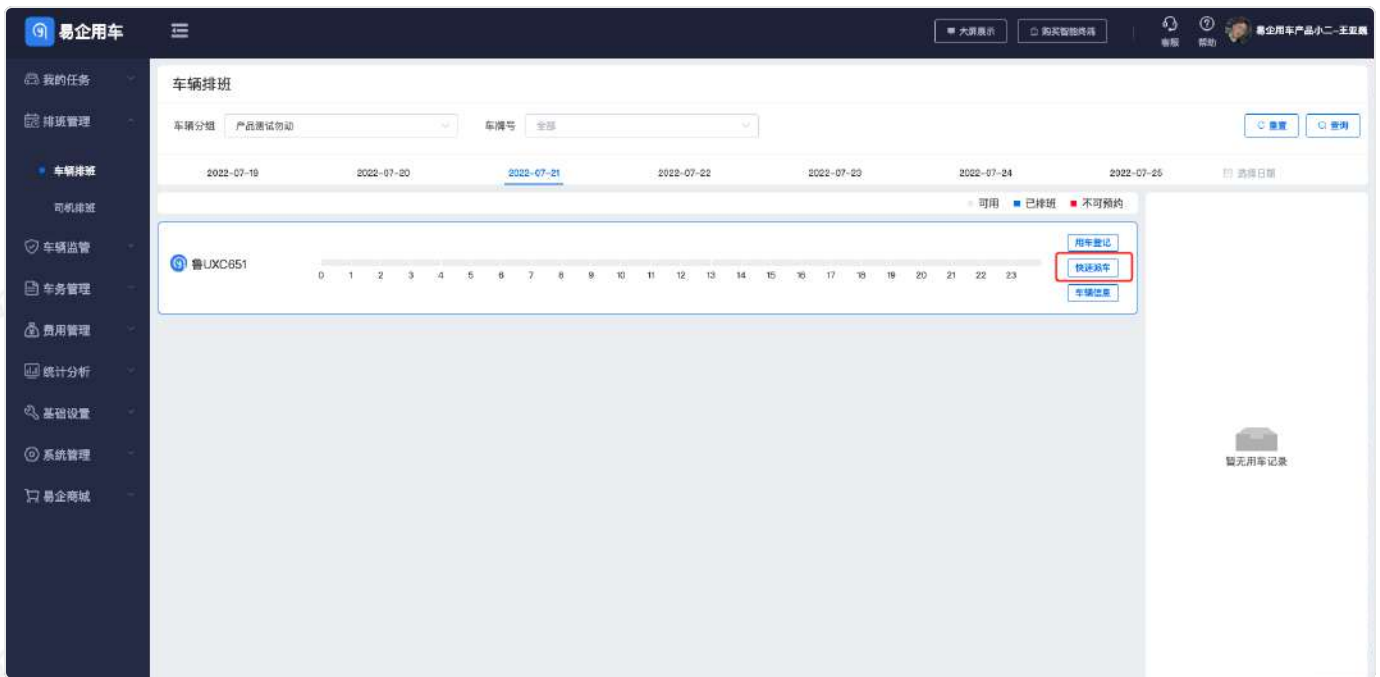 易企用车
大屏展示
购买智能终端
客服
帮助
易企用车产品小二-王亚
我的任务
排班管理
车辆排班
司机排班
车辆监管
车务管理
费用管理
统计分析
基础设置
系统管理
易企商城
车辆排班
车辆分组 产品测试勿动 车牌号 全部 重置 查询
2022-07-19 2022-07-20 2022-07-21 2022-07-22 2022-07-23 2022-07-24 2022-07-25 选择日期
可用 已排班 不可预约
鲁UXC651
0 1 2 3 4 5 6 7 8 9 10 11 12 13 14 15 16 17 18 19 20 21 22 23
用车登记
快速派车
车辆信息
暂无用车记录